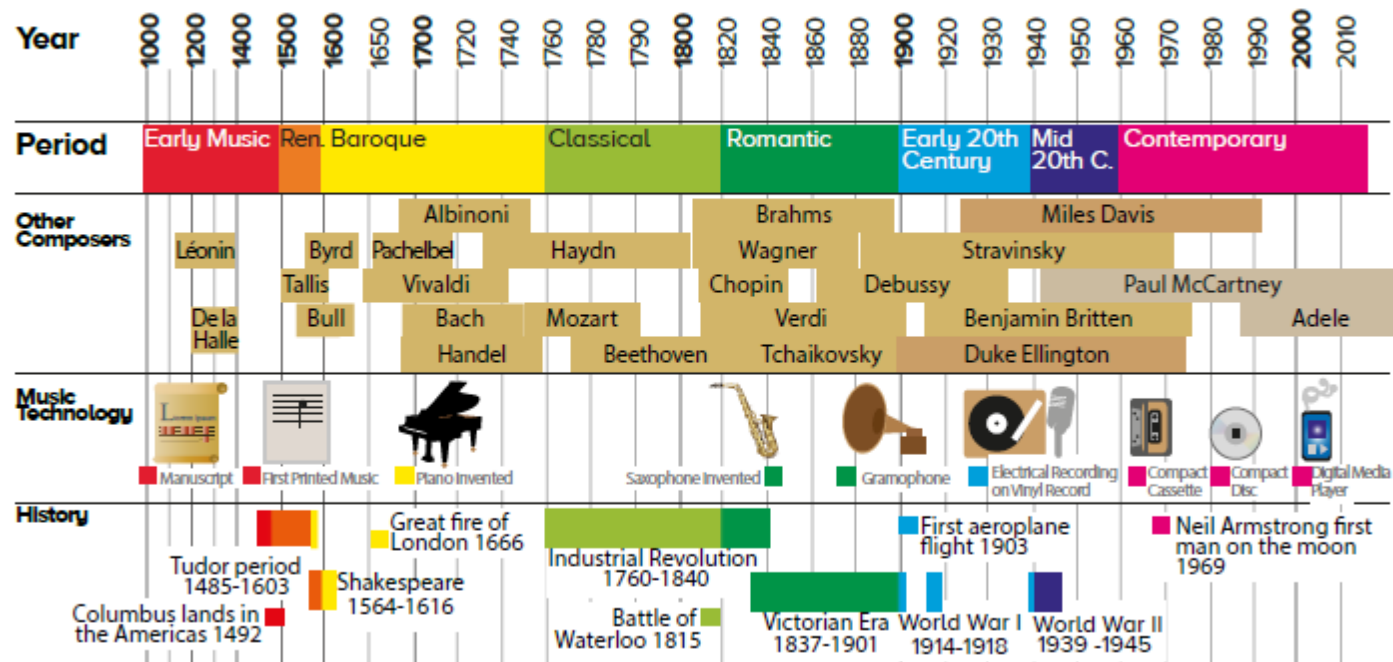 Year
1000 1200 1400 1500 1600 1650 1700 1720 1740 1760 1780 1790 1800 1820 1840 1860 1880 1900 1920 1930 1940 1950 1960 1970 1980 1990 2000 2010
Period
Early Music Ren. Baroque Classical Romantic Early 20th Century Mid 20th C. Contemporary
Other
Composers
Albinoni Brahms Miles Davis
Léonin Byrd Pachelbel Haydn Wagner Stravinsky
Tallis Vivaldi Chopin Debussy Paul McCartney
De la
Halle
Bull Bach Mozart Verdi Benjamin Britten Adele
Handel Beethoven Tchaikovsky Duke Ellington
Music
Technology
Lorem ipsum
Manuscript
First Printed Music
Piano Invented
Saxophone Invented
Gramophone
Electrical Recording
on Vinyl Record
Compact
Cassette
Compact
Disc
Digital Media
Player
History
Tudor period
1485-1603
Great fire of
London 1666
Shakespeare
1564-1616
Columbus lands in
the Americas 1492
Industrial Revolution
1760-1840
Battle of
Waterloo 1815
Victorian Era
1837-1901
First aeroplane
flight 1903
World War I
1914-1918
World War II
1939 -1945
Neil Armstrong first
man on the moon
1969